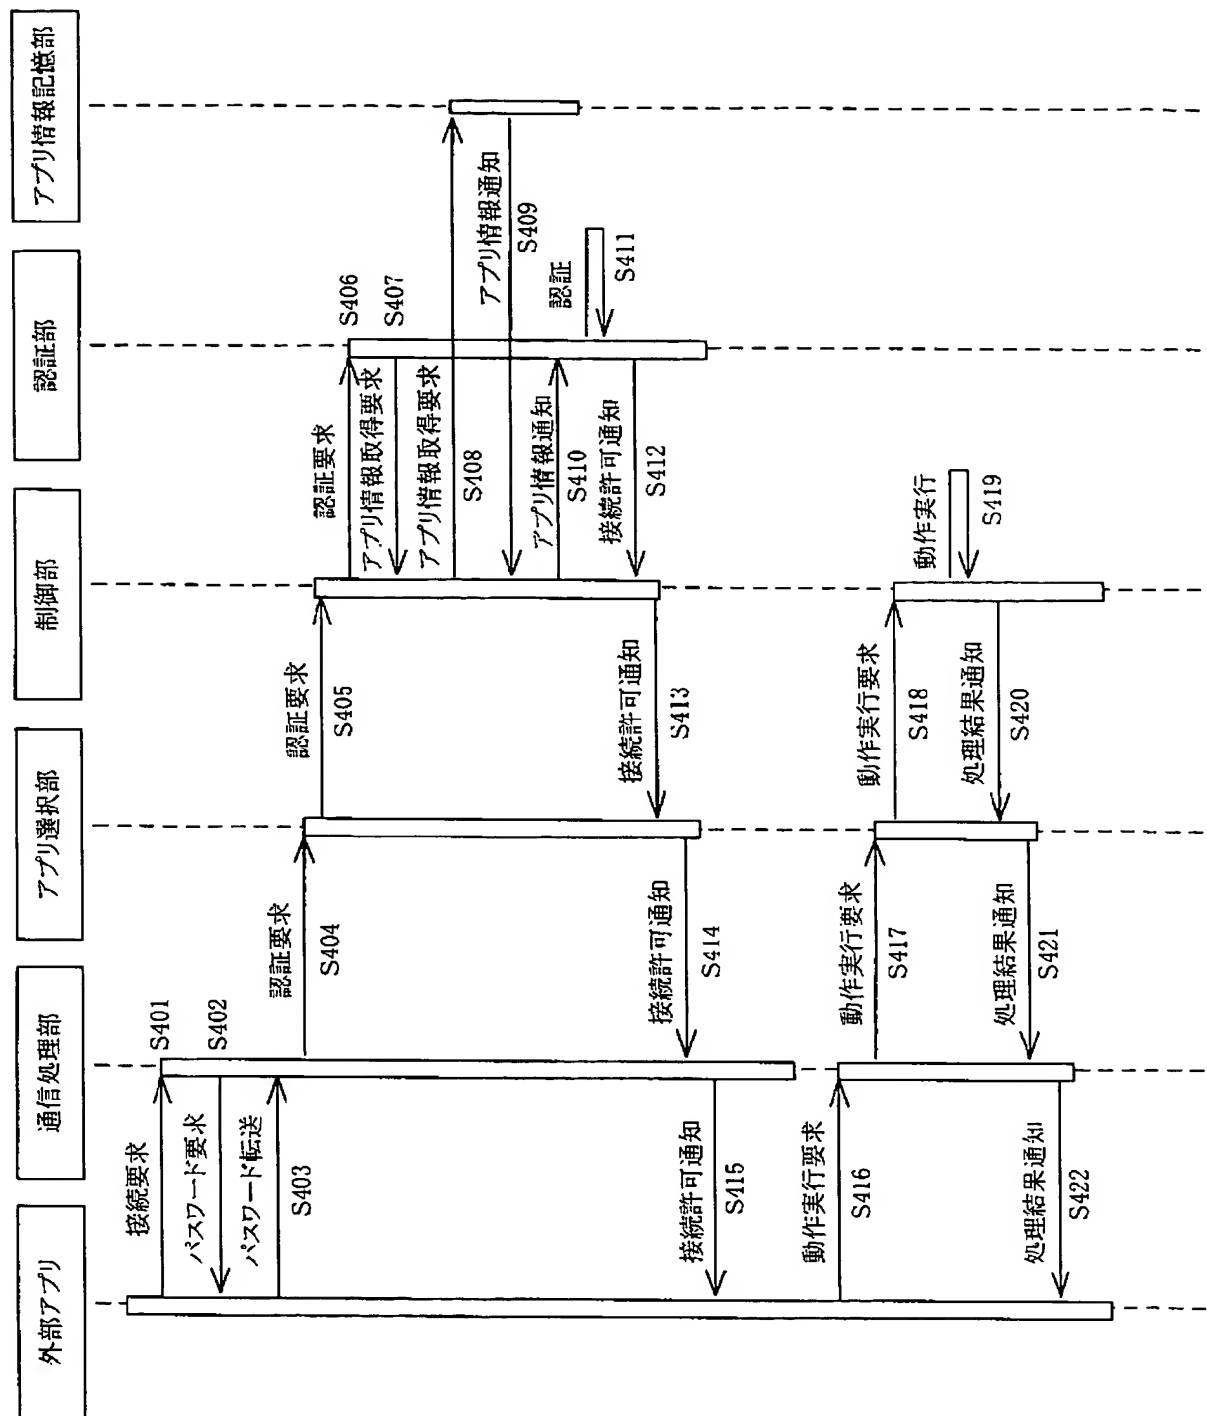 外部アプリ
通信処理部
アプリ選択部
制御部
認証部
アプリ情報記憶部
接続要求
S401
パスワード要求
S402
パスワード転送
S403
認証要求
S404
認証要求
S405
認証要求
S406
アプリ情報取得要求
S407
アプリ情報取得要求
S408
アプリ情報通知
S409
アプリ情報通知
S410
認証
S411
接続許可通知
S412
接続許可通知
S413
接続許可通知
S414
接続許可通知
S415
動作実行要求
S416
動作実行要求
S417
動作実行要求
S418
動作実行
S419
処理結果通知
S420
処理結果通知
S421
処理結果通知
S422